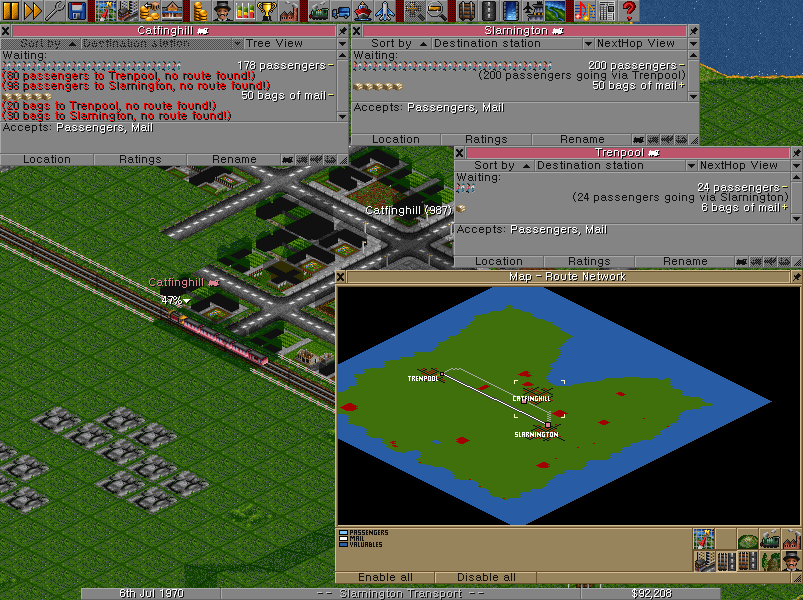 Catfinghill
Sort by Destination station Tree View
Waiting:
178 passengers
(80 passengers to Trenpool, no route found!)
(98 passengers to Slarnington, no route found!)
50 bags of mail
(20 bags to Trenpool, no route found!)
(30 bags to Slarnington, no route found!)
Accepts: Passengers, Mail
Location Ratings Rename
Slarnington
Sort by Destination station NextHop View
Waiting:
200 passengers
(200 passengers going via Trenpool)
50 bags of mail
Accepts: Passengers, Mail
Location Ratings Rename
Trenpool
Sort by Destination station NextHop View
Waiting:
24 passengers
(24 passengers going via Slarnington)
6 bags of mail
Accepts: Passengers, Mail
Location Ratings Rename
Catfinghill (987)
Catfinghill
47%
Map - Route Network
TRENPOOL
CATFINGHILL
SLARNINGTON
PASSENGERS
MAIL
VALUABLES
Enable all Disable all
6th Jul 1970 -- Slarnington Transport -- $92,208